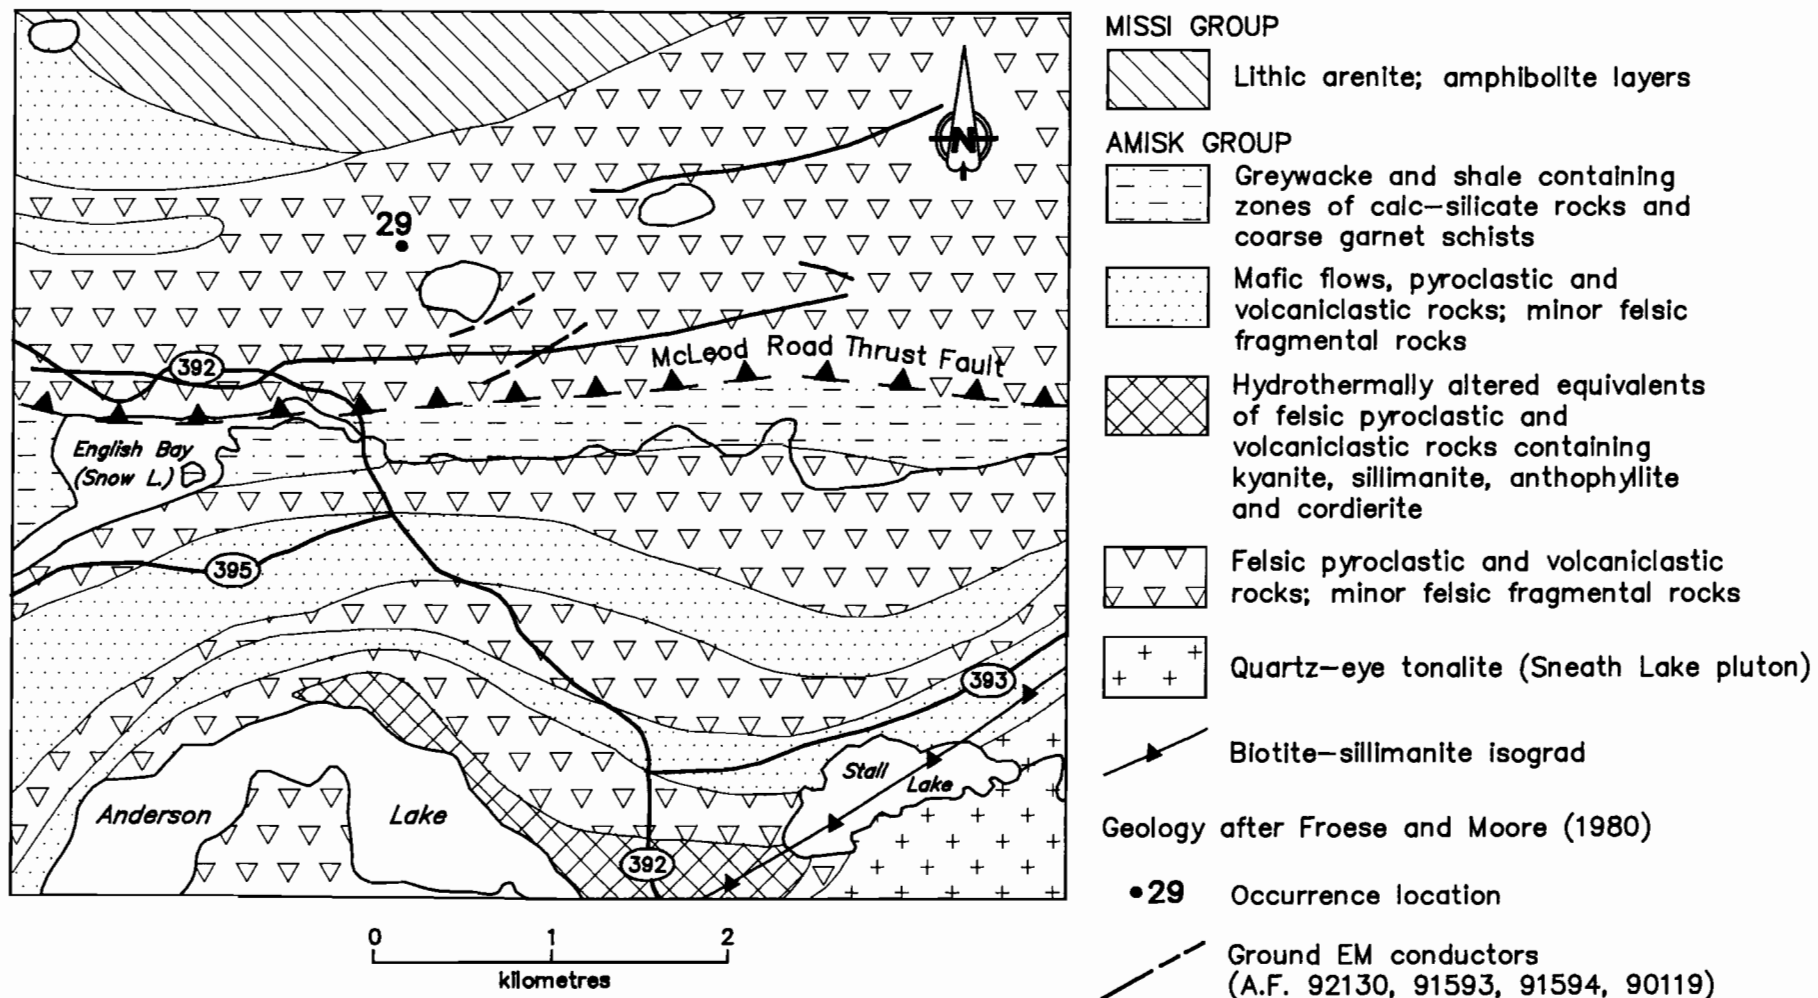 29
N
392
McLeod Road Thrust Fault
English Bay
(Snow L.)
395
393
Stall
Lake
Anderson Lake
392
0 1 2
kilometres
MISSI GROUP
Lithic arenite; amphibolite layers
AMISK GROUP
Greywacke and shale containing
zones of calc-silicate rocks and
coarse garnet schists
Mafic flows, pyroclastic and
volcaniclastic rocks; minor felsic
fragmental rocks
Hydrothermally altered equivalents
of felsic pyroclastic and
volcaniclastic rocks containing
kyanite, sillimanite, anthophyllite
and cordierite
Felsic pyroclastic and volcaniclastic
rocks; minor felsic fragmental rocks
Quartz-eye tonalite (Sneath Lake pluton)
Biotite-sillimanite isograd
Geology after Froese and Moore (1980)
•29 Occurrence location
Ground EM conductors
(A.F. 92130, 91593, 91594, 90119)